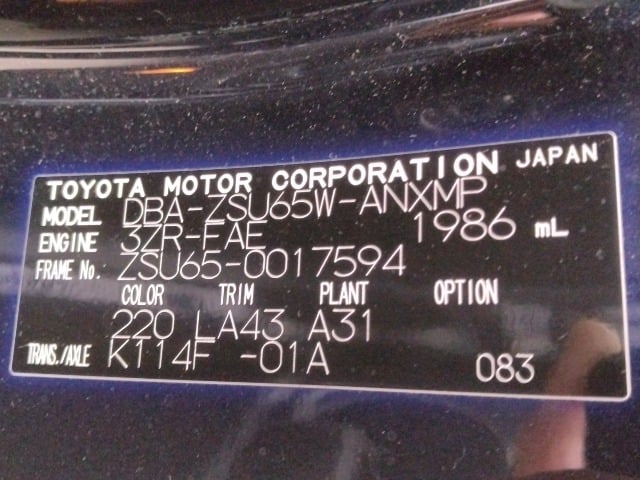 TOYOTA MOTOR CORPORATION JAPAN
MODEL DBA-ZSU65W-ANXMP
ENGINE 3ZR-FAE 1986 mL
FRAME No. ZSU65-0017594
COLOR TRIM PLANT OPTION
220 LA43 A31
TRANS./AXLE K114F -01A 083